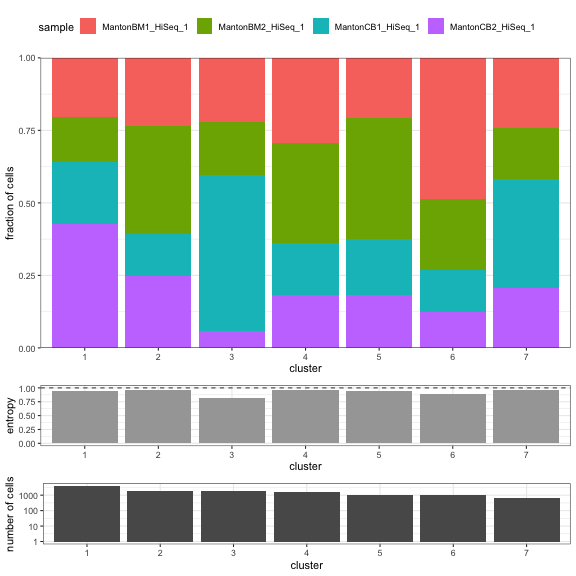 sample MantonBM1_HiSeq_1 MantonBM2_HiSeq_1 MantonCB1_HiSeq_1 MantonCB2_HiSeq_1
fraction of cells
1.00
0.75
0.50
0.25
0.00
1 2 3 4 5 6 7
cluster
entropy
1.00
0.75
0.50
0.25
0.00
1 2 3 4 5 6 7
cluster
number of cells
1000
100
10
1
1 2 3 4 5 6 7
cluster